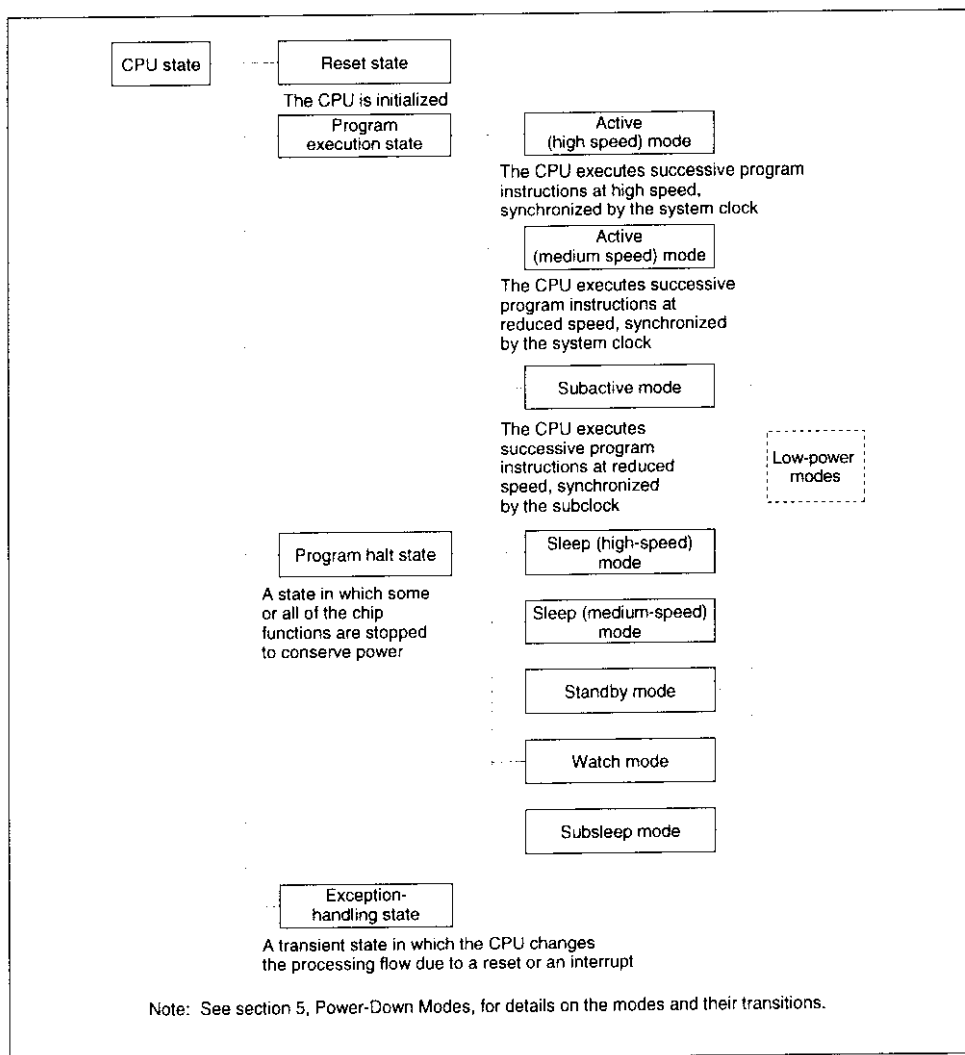 CPU state
Reset state
The CPU is initialized
Program
execution state
Active
(high speed) mode
The CPU executes successive program
instructions at high speed,
synchronized by the system clock
Active
(medium speed) mode
The CPU executes successive
program instructions at
reduced speed, synchronized
by the system clock
Subactive mode
The CPU executes
successive program
instructions at reduced
speed, synchronized
by the subclock
Low-power
modes
Program halt state
A state in which some
or all of the chip
functions are stopped
to conserve power
Sleep (high-speed)
mode
Sleep (medium-speed)
mode
Standby mode
Watch mode
Subsleep mode
Exception-
handling state
A transient state in which the CPU changes
the processing flow due to a reset or an interrupt
Note: See section 5, Power-Down Modes, for details on the modes and their transitions.